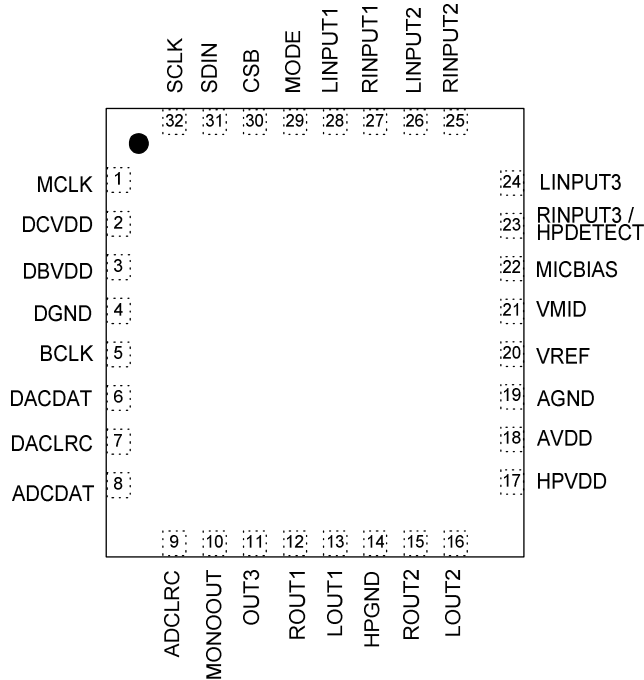 SCLK
SDIN
CSB
MODE
LINPUT1
RINPUT1
LINPUT2
RINPUT2
32
31
30
29
28
27
26
25
MCLK 1
DCVDD 2
DBVDD 3
DGND 4
BCLK 5
DACDAT 6
DACLRC 7
ADCDAT 8
24 LINPUT3
23 RINPUT3 /
HPDETECT
22 MICBIAS
21 VMID
20 VREF
19 AGND
18 AVDD
17 HPVDD
9
10
11
12
13
14
15
16
ADCLRC
MONOOUT
OUT3
ROUT1
LOUT1
HPGND
ROUT2
LOUT2